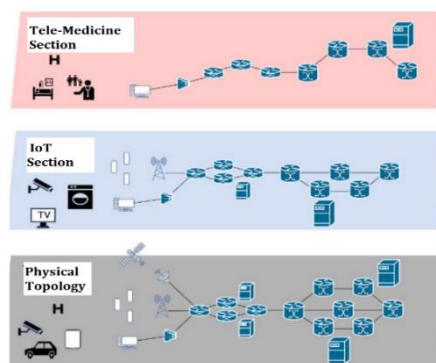 Tele-Medicine
Section
H
IoT
Section
TV
Physical
Topology
H